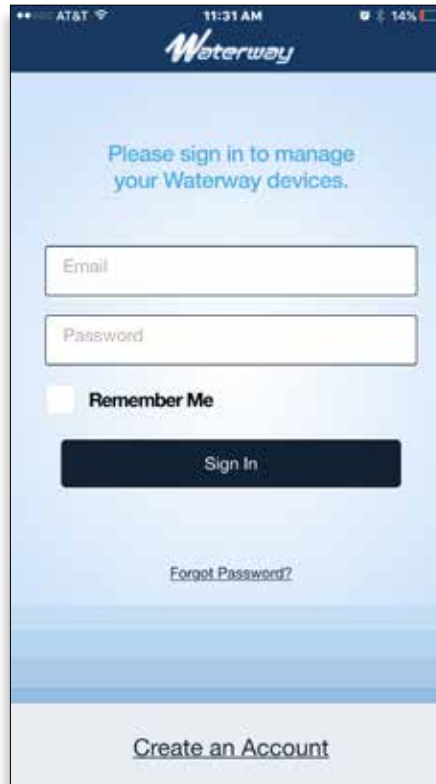 AT&T 11:31 AM 14%
Waterway
Please sign in to manage
your Waterway devices.
Email
Password
Remember Me
Sign In
Forgot Password?
Create an Account